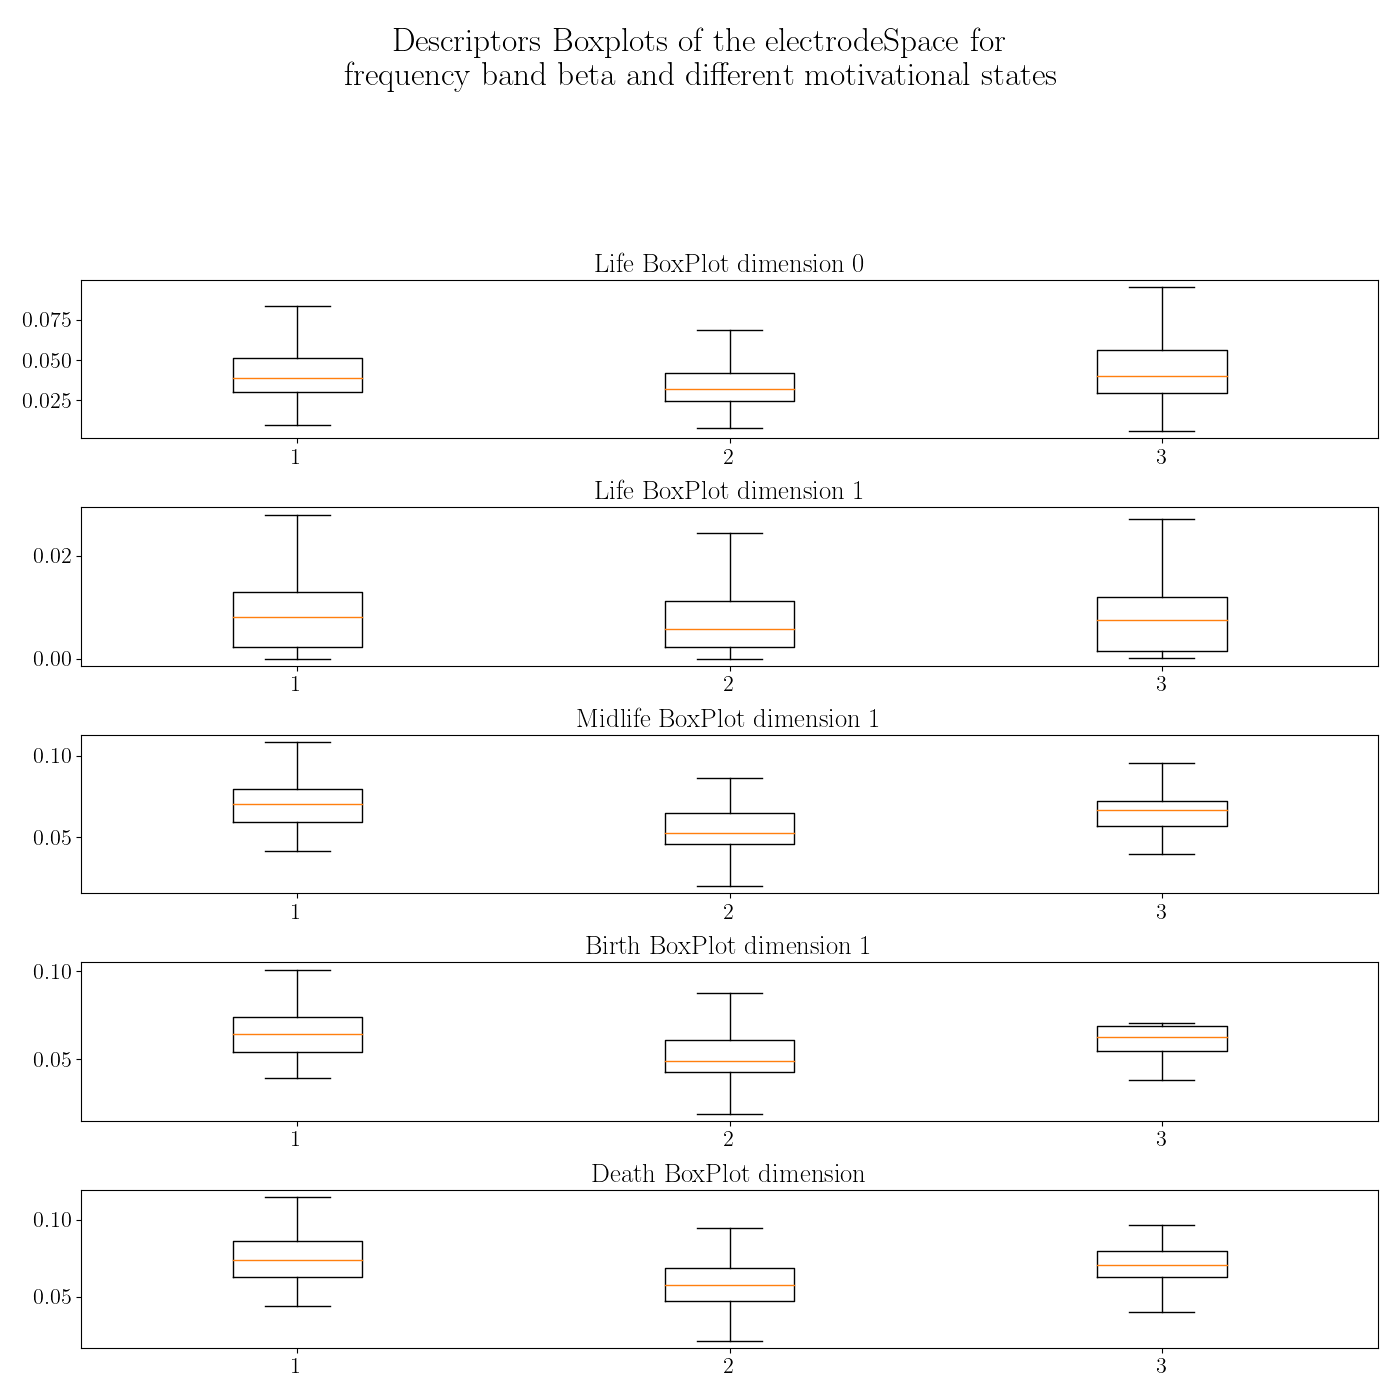 Descriptors Boxplots of the electrodeSpace for
frequency band beta and different motivational states
Life BoxPlot dimension 0
0.075
0.050
0.025
1 2 3
Life BoxPlot dimension 1
0.02
0.00
1 2 3
Midlife BoxPlot dimension 1
0.10
0.05
1 2 3
Birth BoxPlot dimension 1
0.10
0.05
1 2 3
Death BoxPlot dimension
0.10
0.05
1 2 3